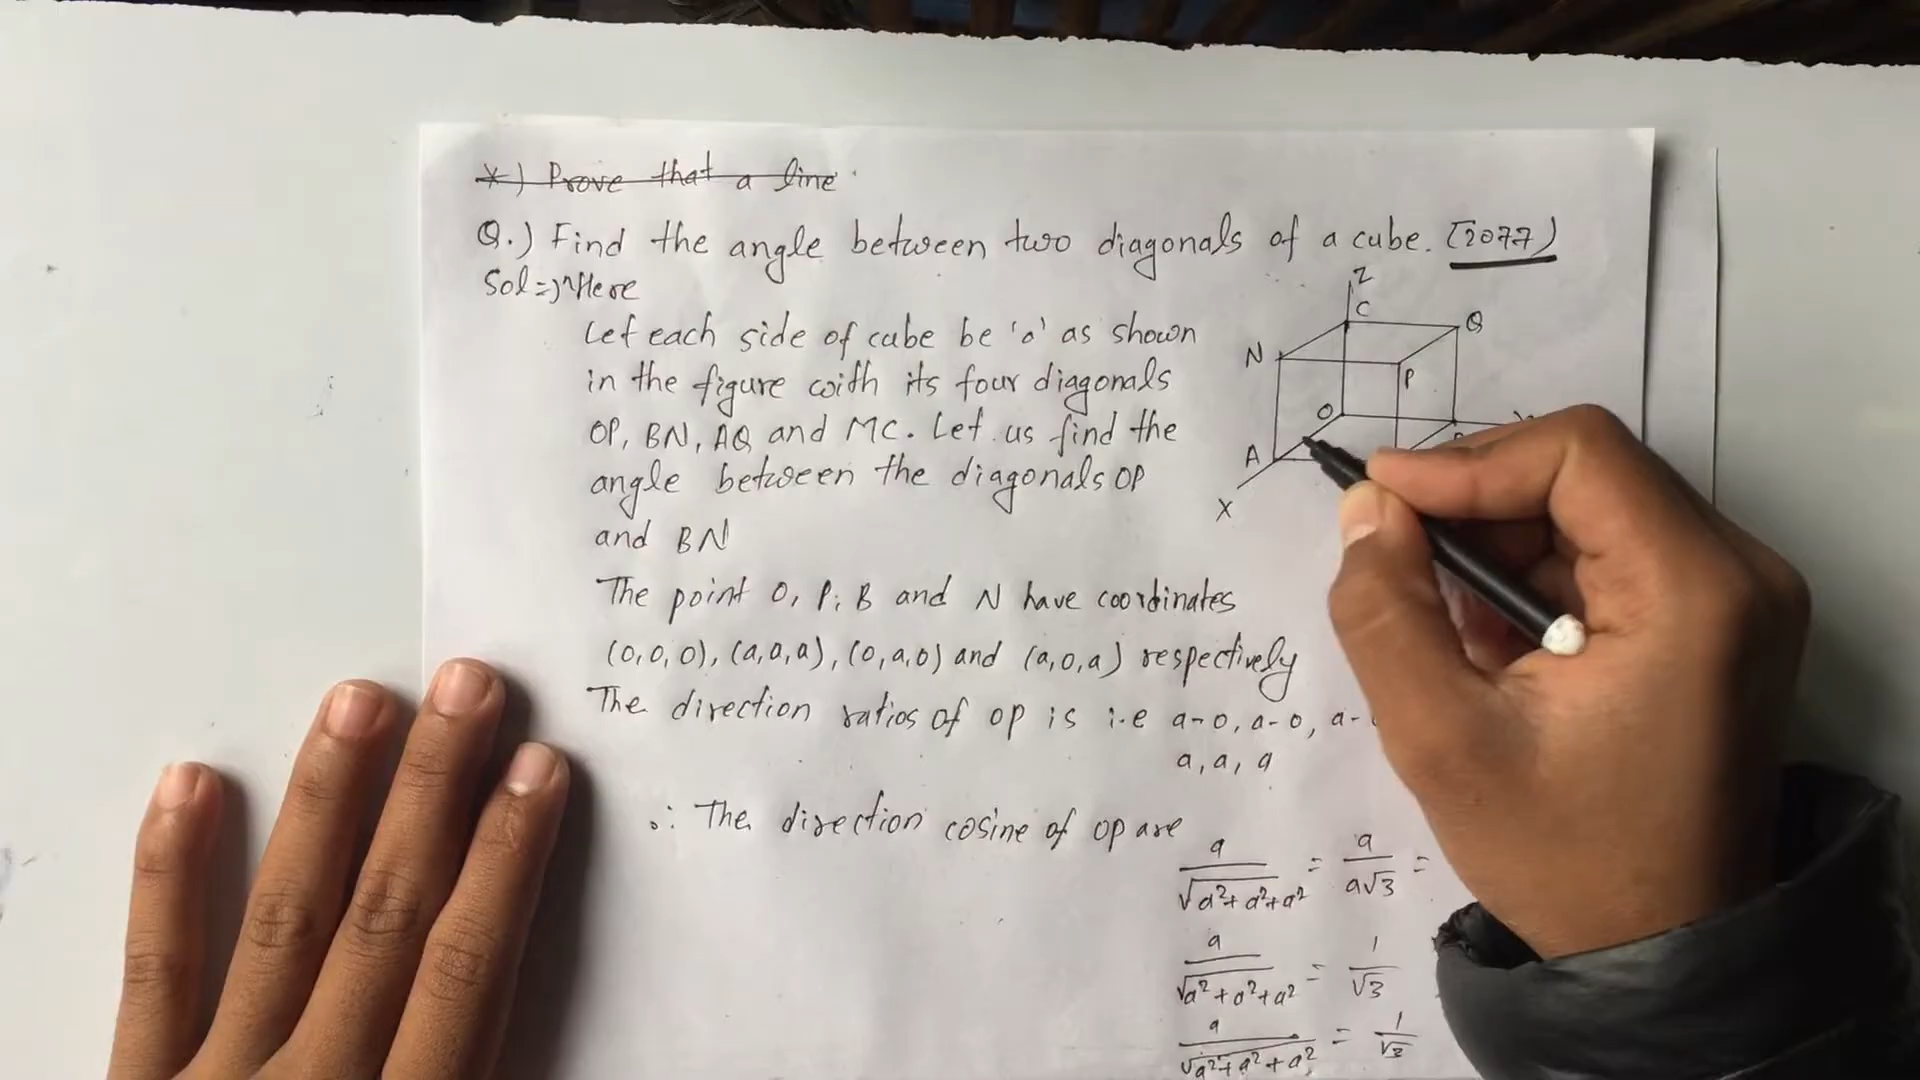 *) Prove that a line
Q.) Find the angle between two diagonals of a cube. [2077)
Sol=)ⁿHere
Let each side of cube be 'a' as shown
in the figure with its four diagonals
OP, BN, AQ and MC. Let us find the
angle between the diagonals OP
and BN
The point O, P, B and N have coordinates
(0,0,0), (a,a,a), (0,a,0) and (a,0,a) respectively
The direction ratios of op is i.e a-0, a-0, a-
a, a, a
∴ The direction cosine of op are
a/√a²+a²+a² = a/a√3 =
a/√a²+a²+a² = 1/√3
a/√a²+a²+a² = 1/√3
Z
C
Q
N
P
O
A
X